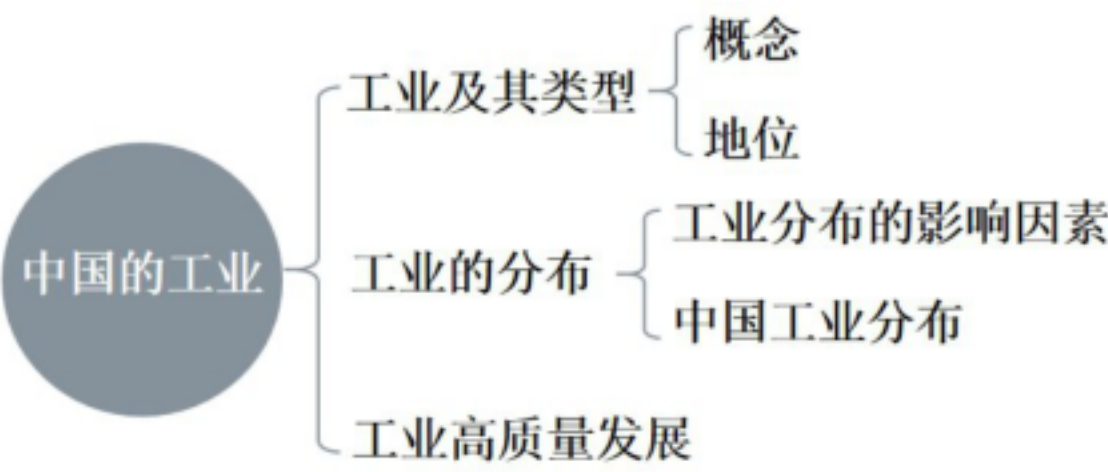 中国的工业
工业及其类型
概念
地位
工业的分布
工业分布的影响因素
中国工业分布
工业高质量发展